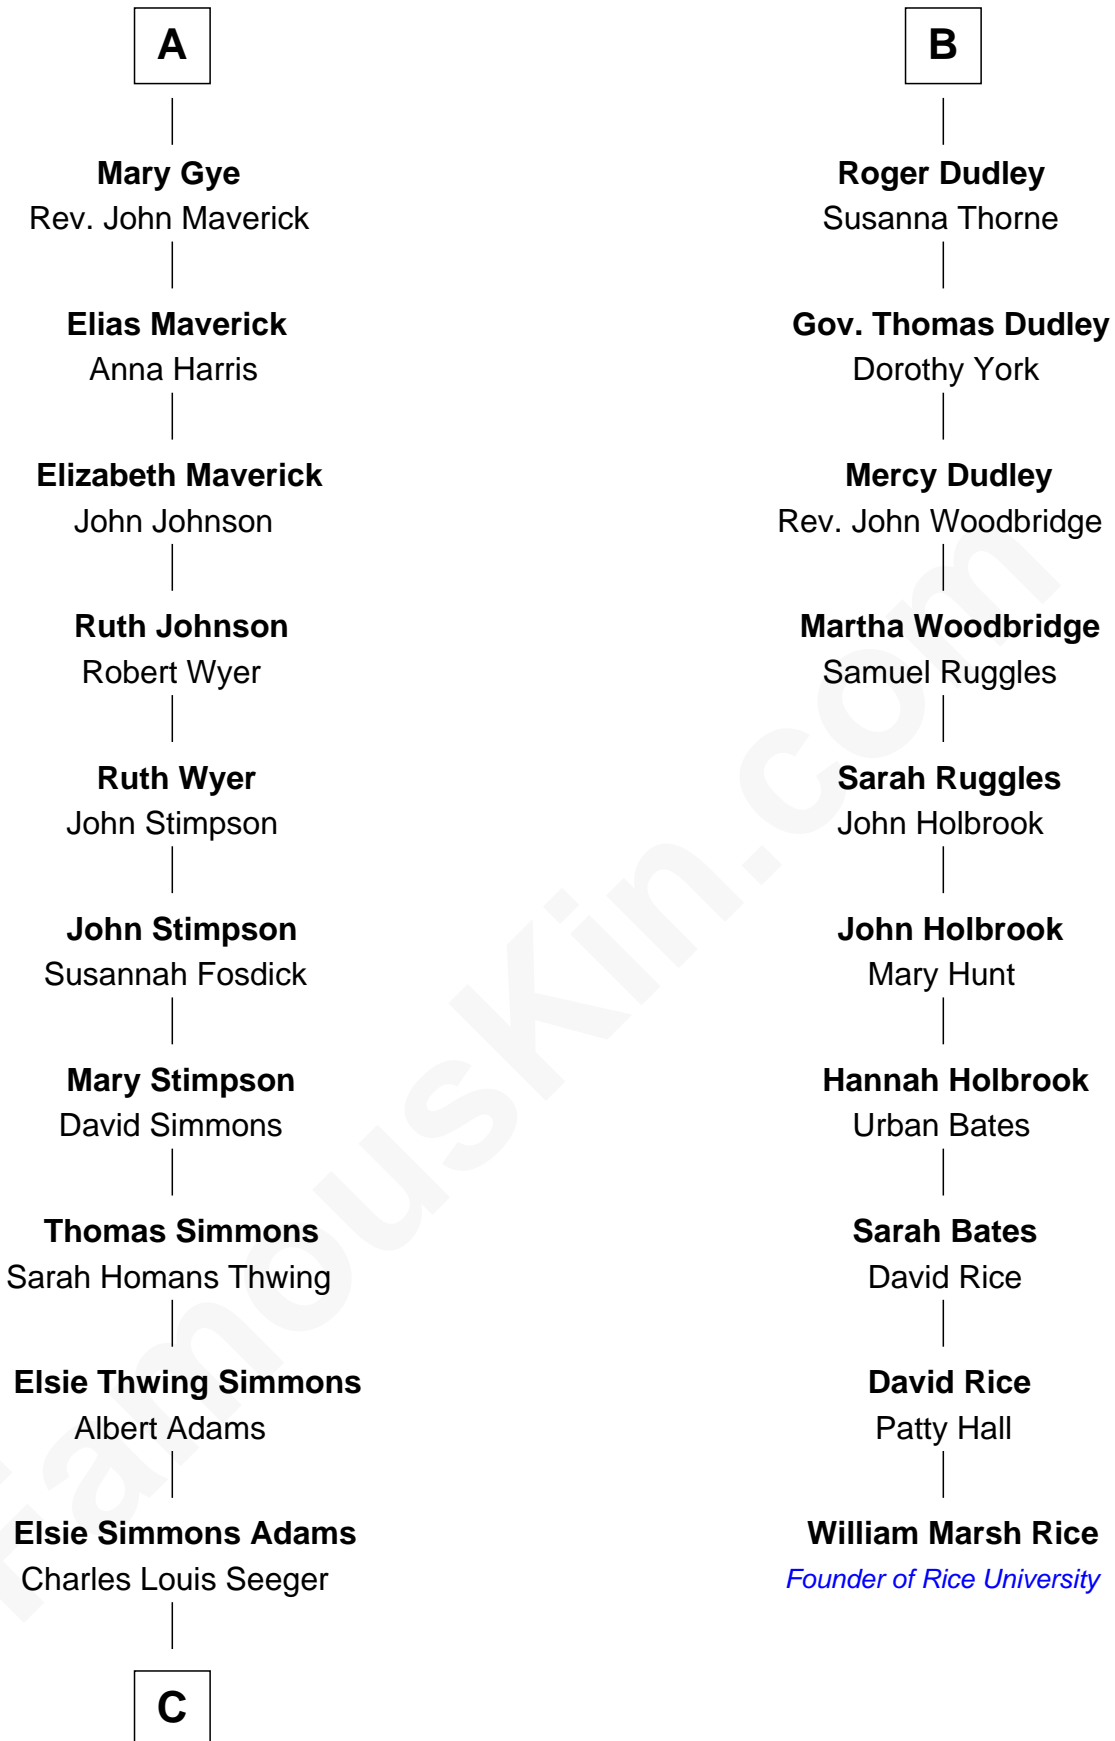 A
Mary Gye
Rev. John Maverick
Elias Maverick
Anna Harris
Elizabeth Maverick
John Johnson
Ruth Johnson
Robert Wyer
Ruth Wyer
John Stimpson
John Stimpson
Susannah Fosdick
Mary Stimpson
David Simmons
Thomas Simmons
Sarah Homans Thwing
Elsie Thwing Simmons
Albert Adams
Elsie Simmons Adams
Charles Louis Seeger
C
B
Roger Dudley
Susanna Thorne
Gov. Thomas Dudley
Dorothy York
Mercy Dudley
Rev. John Woodbridge
Martha Woodbridge
Samuel Ruggles
Sarah Ruggles
John Holbrook
John Holbrook
Mary Hunt
Hannah Holbrook
Urban Bates
Sarah Bates
David Rice
David Rice
Patty Hall
William Marsh Rice
Founder of Rice University
FamousKin.com